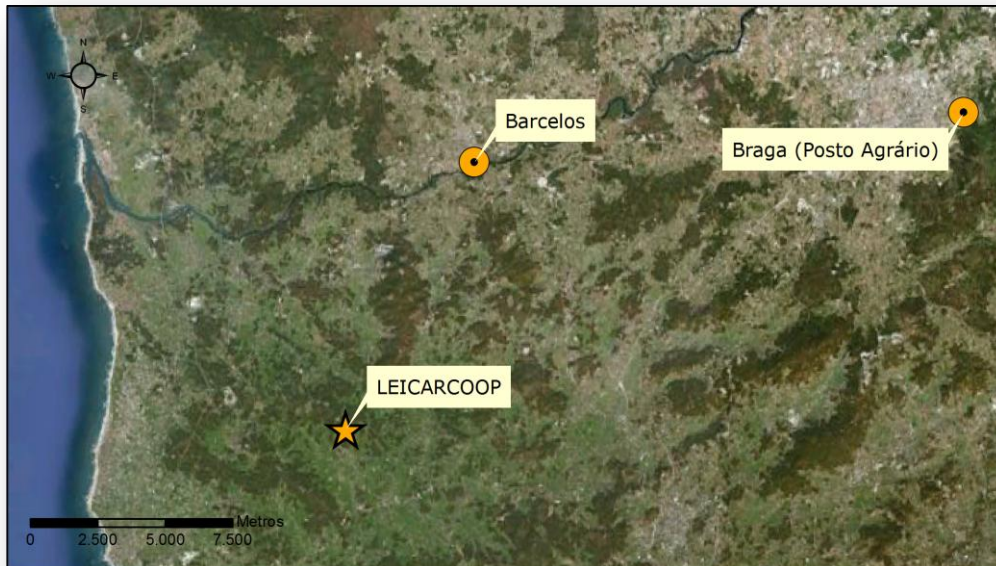 N
W E
S
Barcelos
Braga (Posto Agrário)
LEICARCOOP
Metros
0 2.500 5.000 7.500